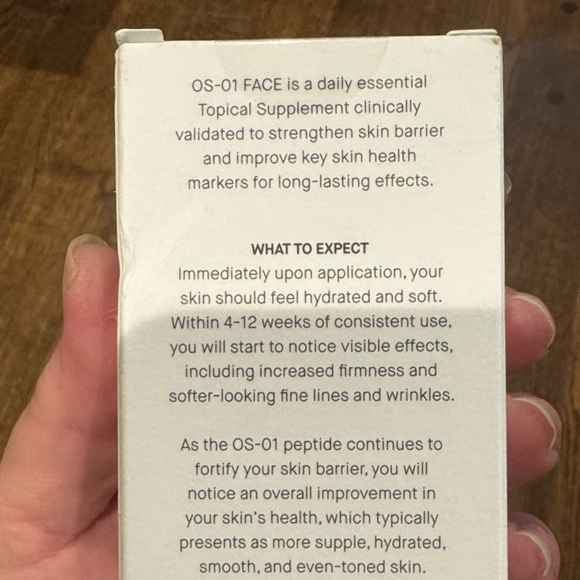 OS-01 FACE is a daily essential
Topical Supplement clinically
validated to strengthen skin barrier
and improve key skin health
markers for long-lasting effects.
WHAT TO EXPECT
Immediately upon application, your
skin should feel hydrated and soft.
Within 4-12 weeks of consistent use,
you will start to notice visible effects,
including increased firmness and
softer-looking fine lines and wrinkles.
As the OS-01 peptide continues to
fortify your skin barrier, you will
notice an overall improvement in
your skin's health, which typically
presents as more supple, hydrated,
smooth, and even-toned skin.